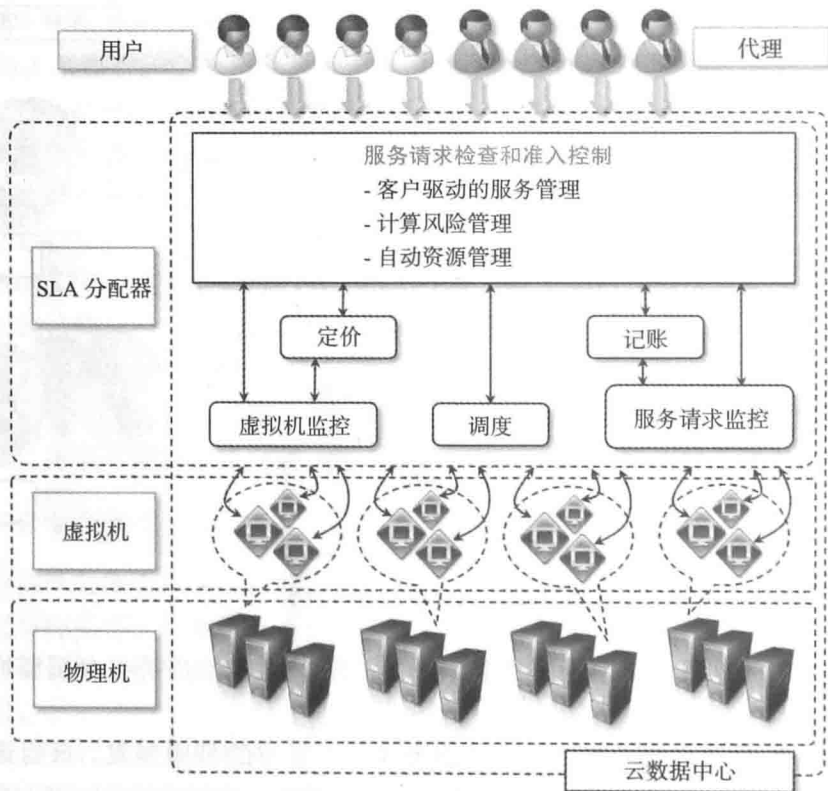 用户
代理
服务请求检查和准入控制
- 客户驱动的服务管理
- 计算风险管理
- 自动资源管理
SLA 分配器
定价
记账
虚拟机监控
调度
服务请求监控
虚拟机
物理机
云数据中心